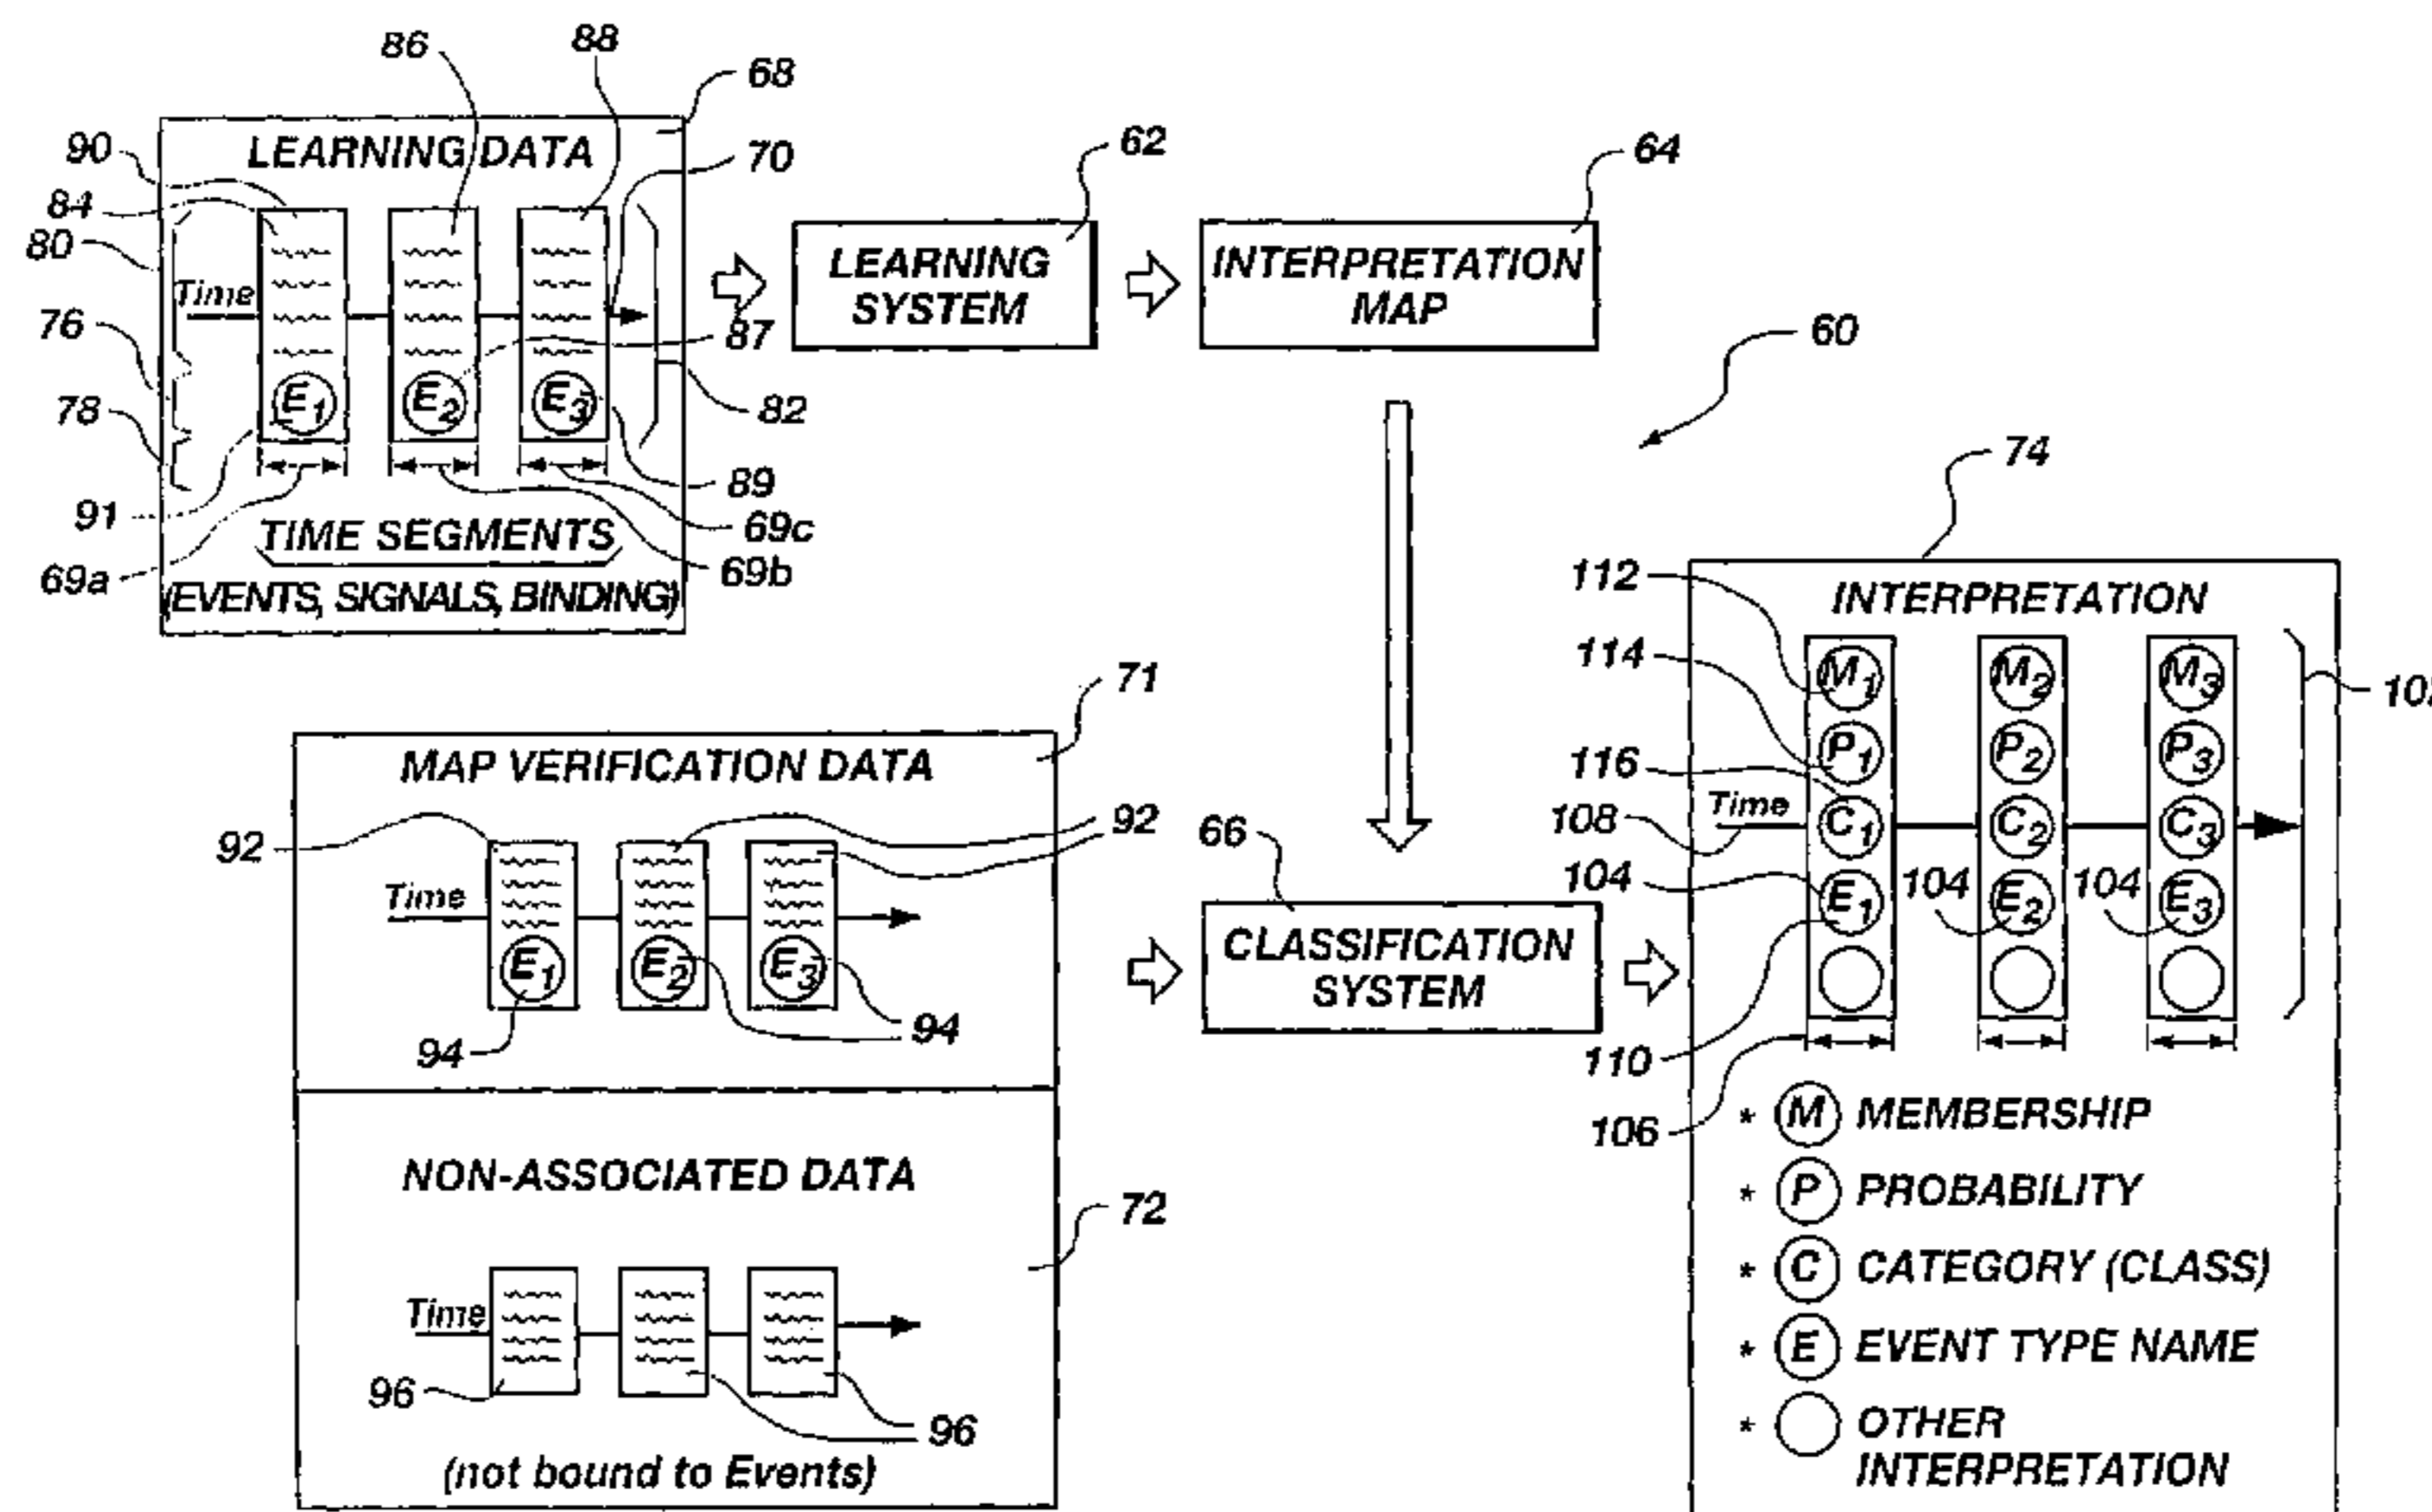 86
88
68
90
LEARNING DATA
70
84
80
Time
76
87
E1
E2
E3
78
82
89
91
69c
TIME SEGMENTS
69a
69b
(EVENTS, SIGNALS, BINDING)
62
LEARNING
SYSTEM
64
INTERPRETATION
MAP
60
71
MAP VERIFICATION DATA
92
92
Time
E1
E2
E3
94
94
NON-ASSOCIATED DATA
72
Time
96
96
(not bound to Events)
66
CLASSIFICATION
SYSTEM
74
INTERPRETATION
112
M1
M2
M3
114
P1
P2
P3
116
Time
108
C1
C2
C3
104
E1
104
E2
104
E3
110
106
* M MEMBERSHIP
* P PROBABILITY
* C CATEGORY (CLASS)
* E EVENT TYPE NAME
* OTHER
INTERPRETATION